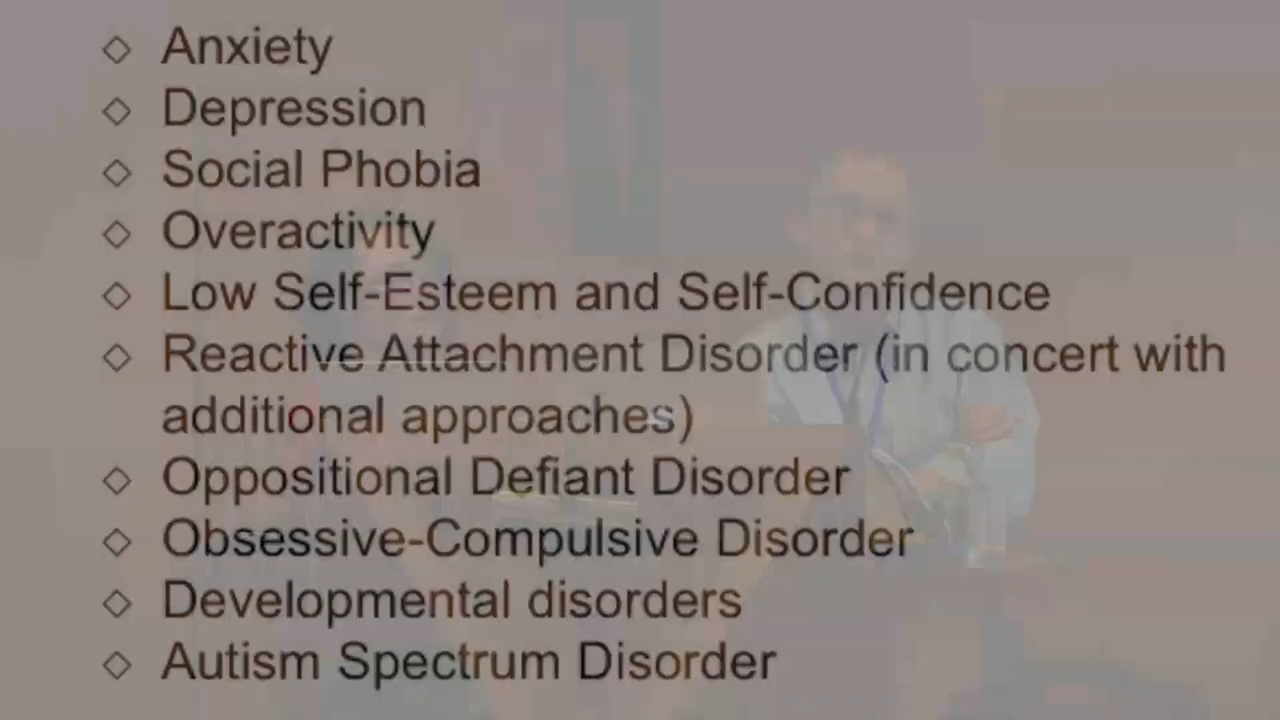 ◇ Anxiety
◇ Depression
◇ Social Phobia
◇ Overactivity
◇ Low Self-Esteem and Self-Confidence
◇ Reactive Attachment Disorder (in concert with
additional approaches)
◇ Oppositional Defiant Disorder
◇ Obsessive-Compulsive Disorder
◇ Developmental disorders
◇ Autism Spectrum Disorder